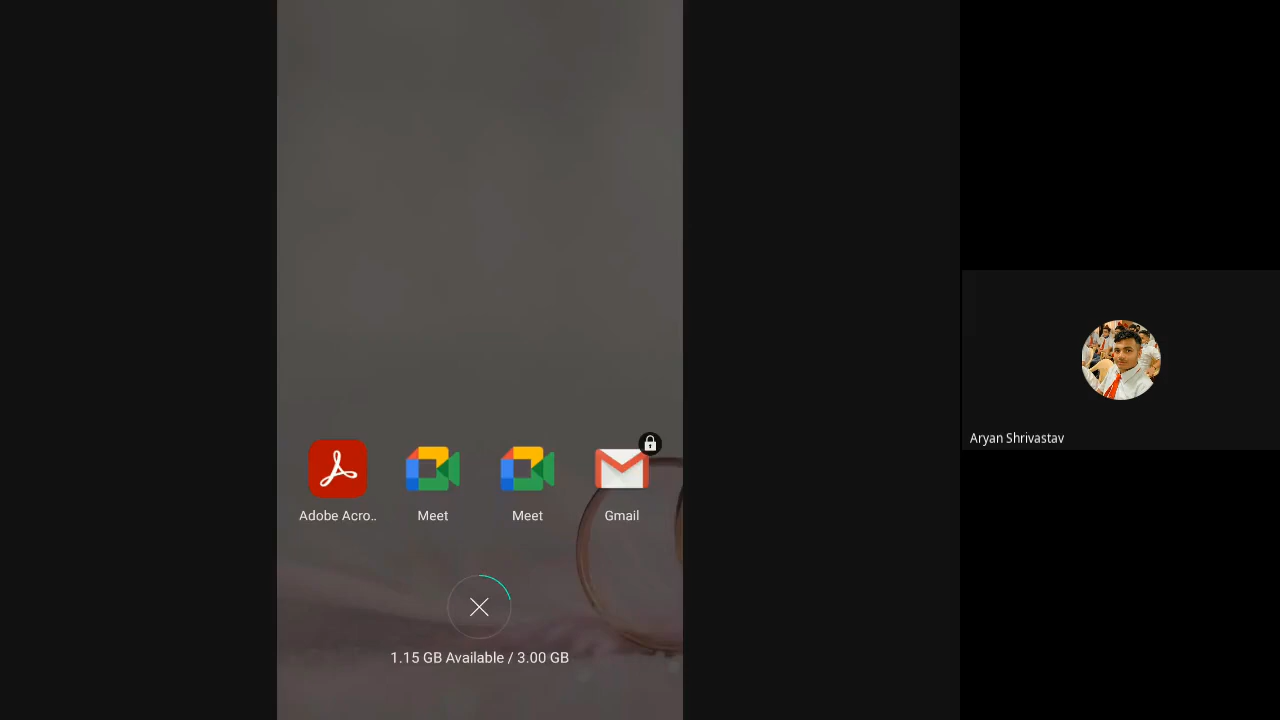 Adobe Acro..
Meet
Meet
Gmail
1.15 GB Available / 3.00 GB
Aryan Shrivastav